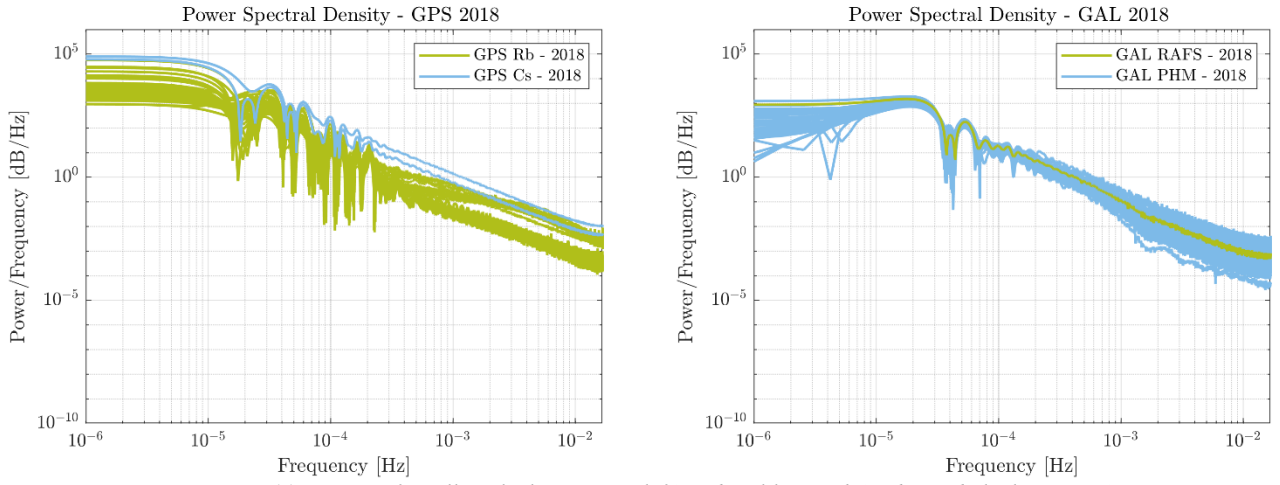 Power Spectral Density - GPS 2018
GPS Rb - 2018
GPS Cs - 2018
10^5
10^0
10^-5
10^-10
Power/Frequency [dB/Hz]
10^-6
10^-5
10^-4
10^-3
10^-2
Frequency [Hz]
Power Spectral Density - GAL 2018
GAL RAFS - 2018
GAL PHM - 2018
10^5
10^0
10^-5
10^-10
Power/Frequency [dB/Hz]
10^-6
10^-5
10^-4
10^-3
10^-2
Frequency [Hz]